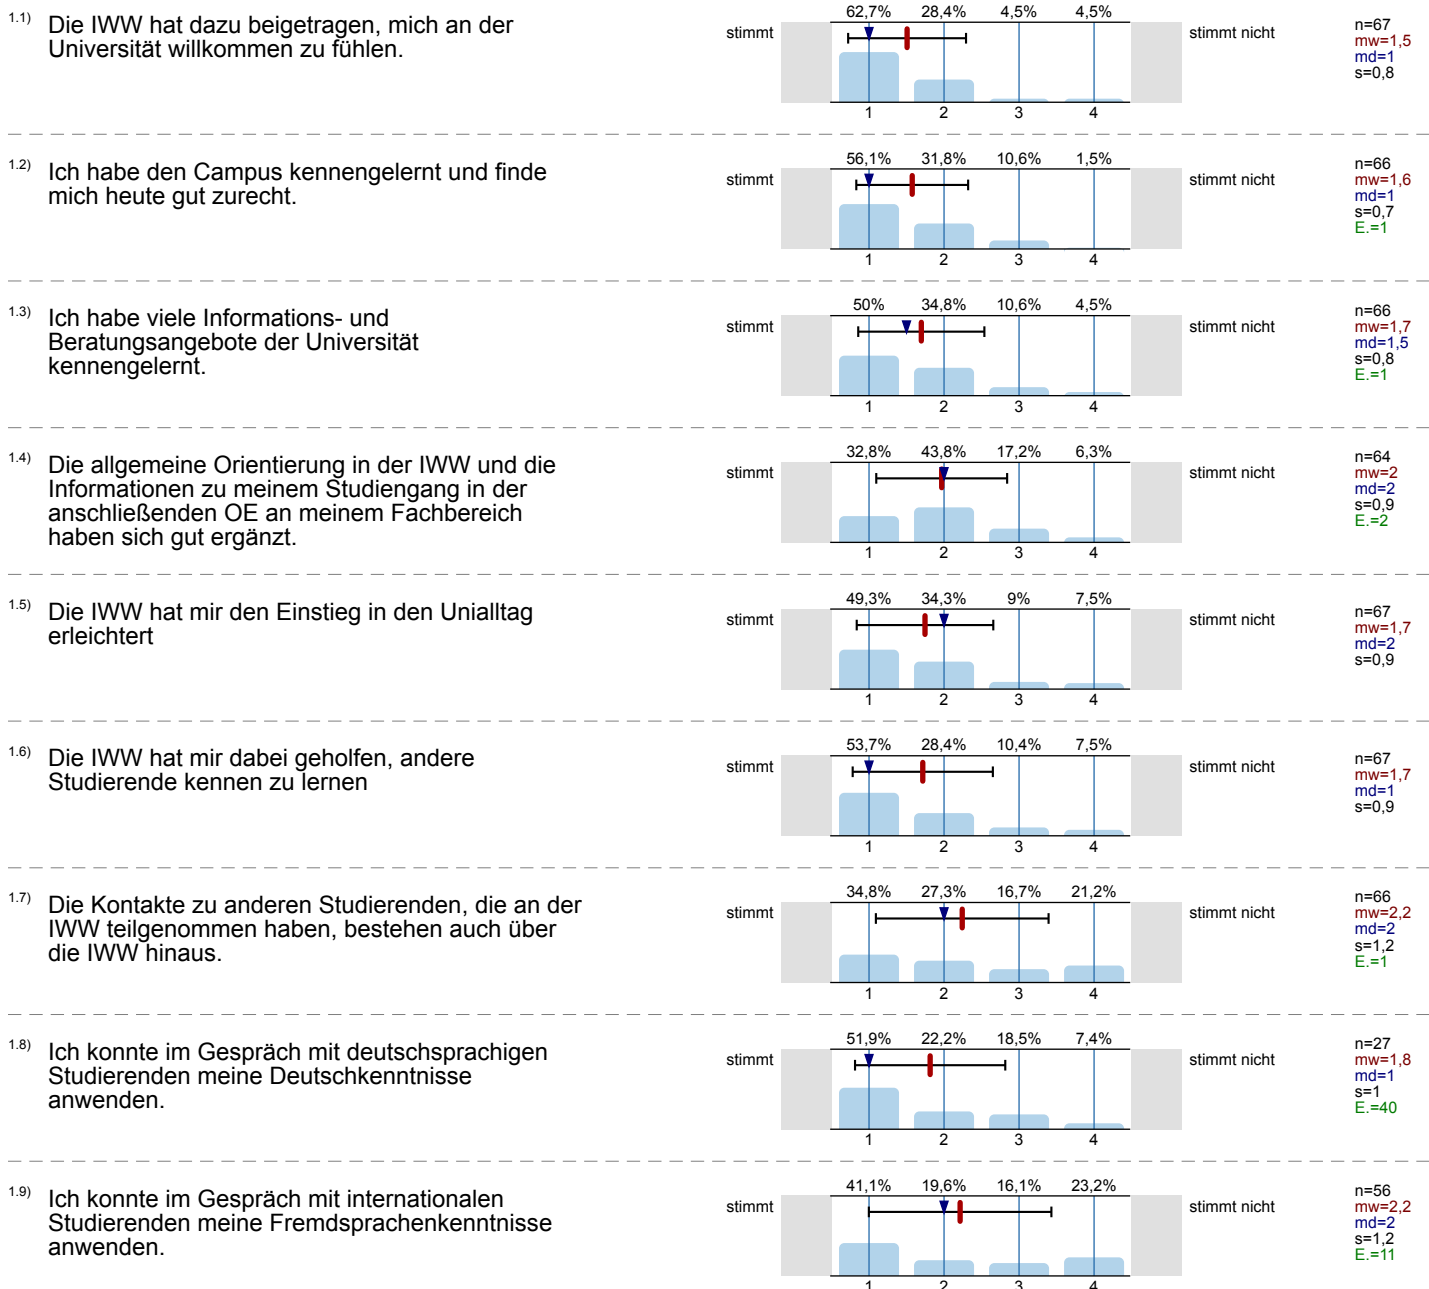 1.1) Die IWW hat dazu beigetragen, mich an der
Universität willkommen zu fühlen.
62,7% 28,4% 4,5% 4,5%
stimmt
stimmt nicht
1 2 3 4
n=67
mw=1,5
md=1
s=0,8
1.2) Ich habe den Campus kennengelernt und finde
mich heute gut zurecht.
56,1% 31,8% 10,6% 1,5%
stimmt
stimmt nicht
1 2 3 4
n=66
mw=1,6
md=1
s=0,7
E.=1
1.3) Ich habe viele Informations- und
Beratungsangebote der Universität
kennengelernt.
50% 34,8% 10,6% 4,5%
stimmt
stimmt nicht
1 2 3 4
n=66
mw=1,7
md=1,5
s=0,8
E.=1
1.4) Die allgemeine Orientierung in der IWW und die
Informationen zu meinem Studiengang in der
anschließenden OE an meinem Fachbereich
haben sich gut ergänzt.
32,8% 43,8% 17,2% 6,3%
stimmt
stimmt nicht
1 2 3 4
n=64
mw=2
md=2
s=0,9
E.=2
1.5) Die IWW hat mir den Einstieg in den Unialltag
erleichtert
49,3% 34,3% 9% 7,5%
stimmt
stimmt nicht
1 2 3 4
n=67
mw=1,7
md=2
s=0,9
1.6) Die IWW hat mir dabei geholfen, andere
Studierende kennen zu lernen
53,7% 28,4% 10,4% 7,5%
stimmt
stimmt nicht
1 2 3 4
n=67
mw=1,7
md=1
s=0,9
1.7) Die Kontakte zu anderen Studierenden, die an der
IWW teilgenommen haben, bestehen auch über
die IWW hinaus.
34,8% 27,3% 16,7% 21,2%
stimmt
stimmt nicht
1 2 3 4
n=66
mw=2,2
md=2
s=1,2
E.=1
1.8) Ich konnte im Gespräch mit deutschsprachigen
Studierenden meine Deutschkenntnisse
anwenden.
51,9% 22,2% 18,5% 7,4%
stimmt
stimmt nicht
1 2 3 4
n=27
mw=1,8
md=1
s=1
E.=40
1.9) Ich konnte im Gespräch mit internationalen
Studierenden meine Fremdsprachenkenntnisse
anwenden.
41,1% 19,6% 16,1% 23,2%
stimmt
stimmt nicht
1 2 3 4
n=56
mw=2,2
md=2
s=1,2
E.=11